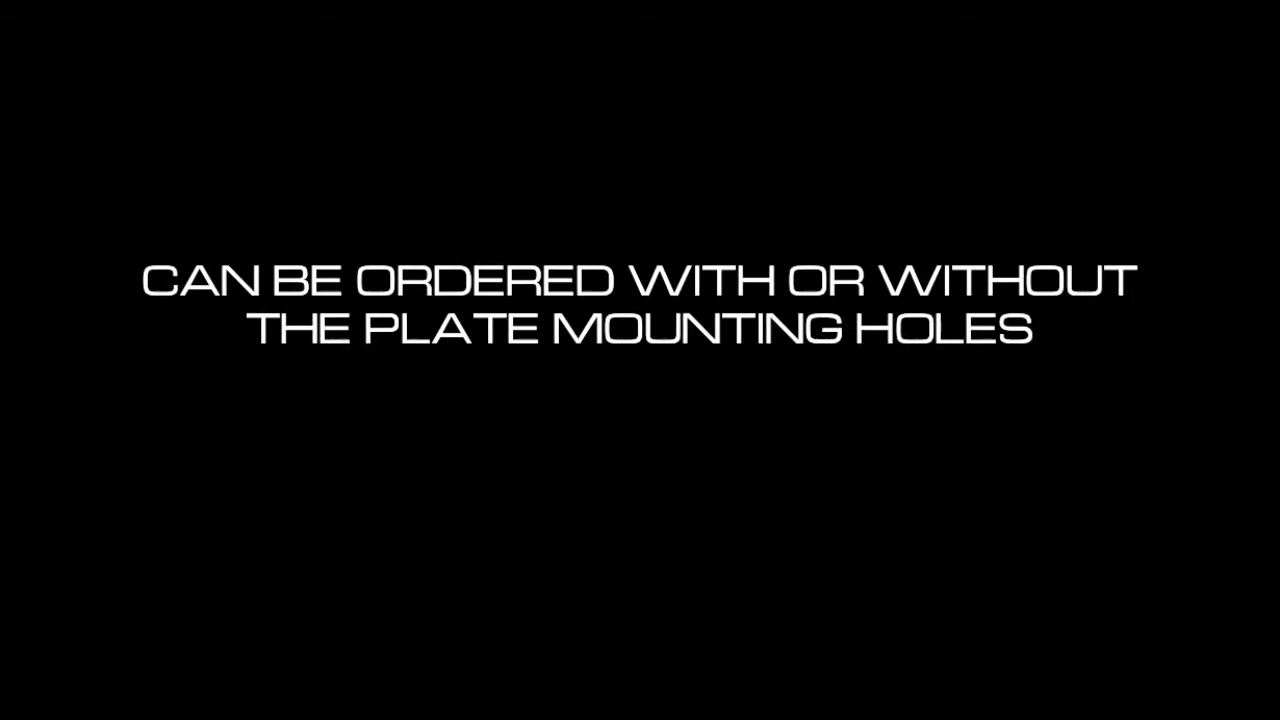 CAN BE ORDERED WITH OR WITHOUT
THE PLATE MOUNTING HOLES